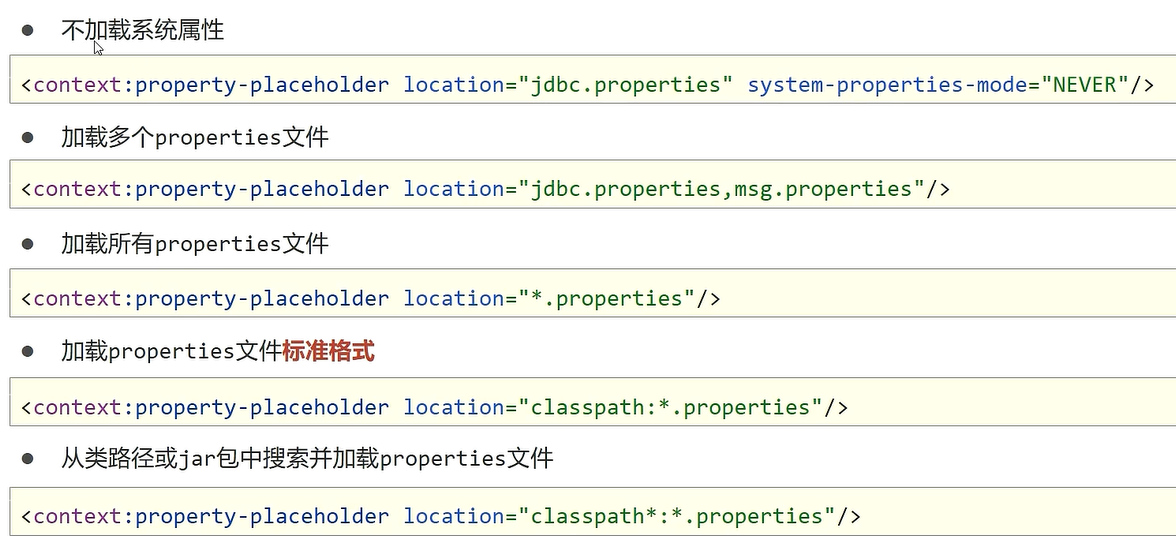 ● 不加载系统属性
<context:property-placeholder location="jdbc.properties" system-properties-mode="NEVER"/>
● 加载多个properties文件
<context:property-placeholder location="jdbc.properties,msg.properties"/>
● 加载所有properties文件
<context:property-placeholder location="*.properties"/>
● 加载properties文件标准格式
<context:property-placeholder location="classpath:*.properties"/>
● 从类路径或jar包中搜索并加载properties文件
<context:property-placeholder location="classpath*:*.properties"/>